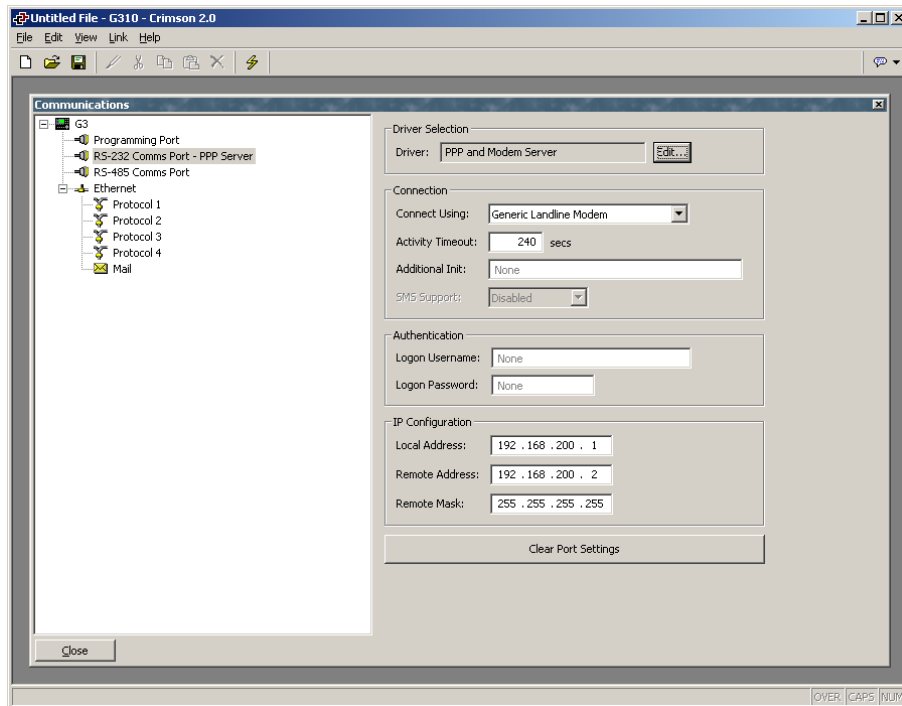 Untitled File - G310 - Crimson 2.0
File Edit View Link Help
Communications
G3
Programming Port
RS-232 Comms Port - PPP Server
RS-485 Comms Port
Ethernet
Protocol 1
Protocol 2
Protocol 3
Protocol 4
Mail
Driver Selection
Driver: PPP and Modem Server Edit...
Connection
Connect Using: Generic Landline Modem
Activity Timeout: 240 secs
Additional Init: None
SMS Support: Disabled
Authentication
Logon Username: None
Logon Password: None
IP Configuration
Local Address: 192 . 168 . 200 . 1
Remote Address: 192 . 168 . 200 . 2
Remote Mask: 255 . 255 . 255 . 255
Clear Port Settings
Close
OVER CAPS NUM